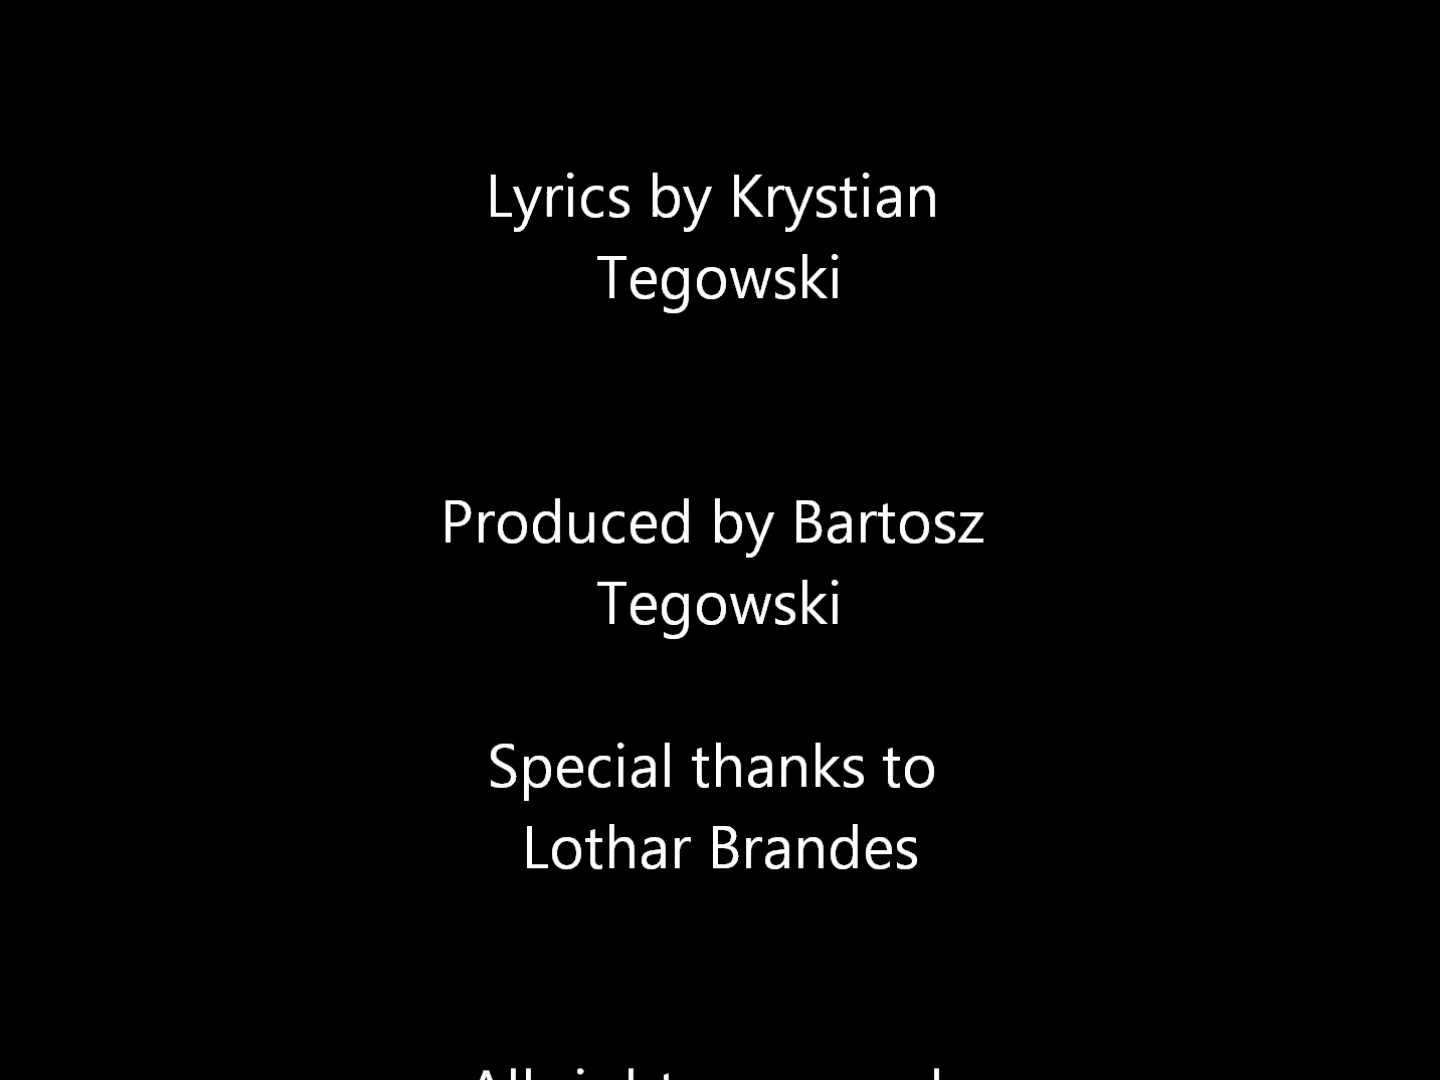 Lyrics by Krystian
Tegowski
Produced by Bartosz
Tegowski
Special thanks to
Lothar Brandes